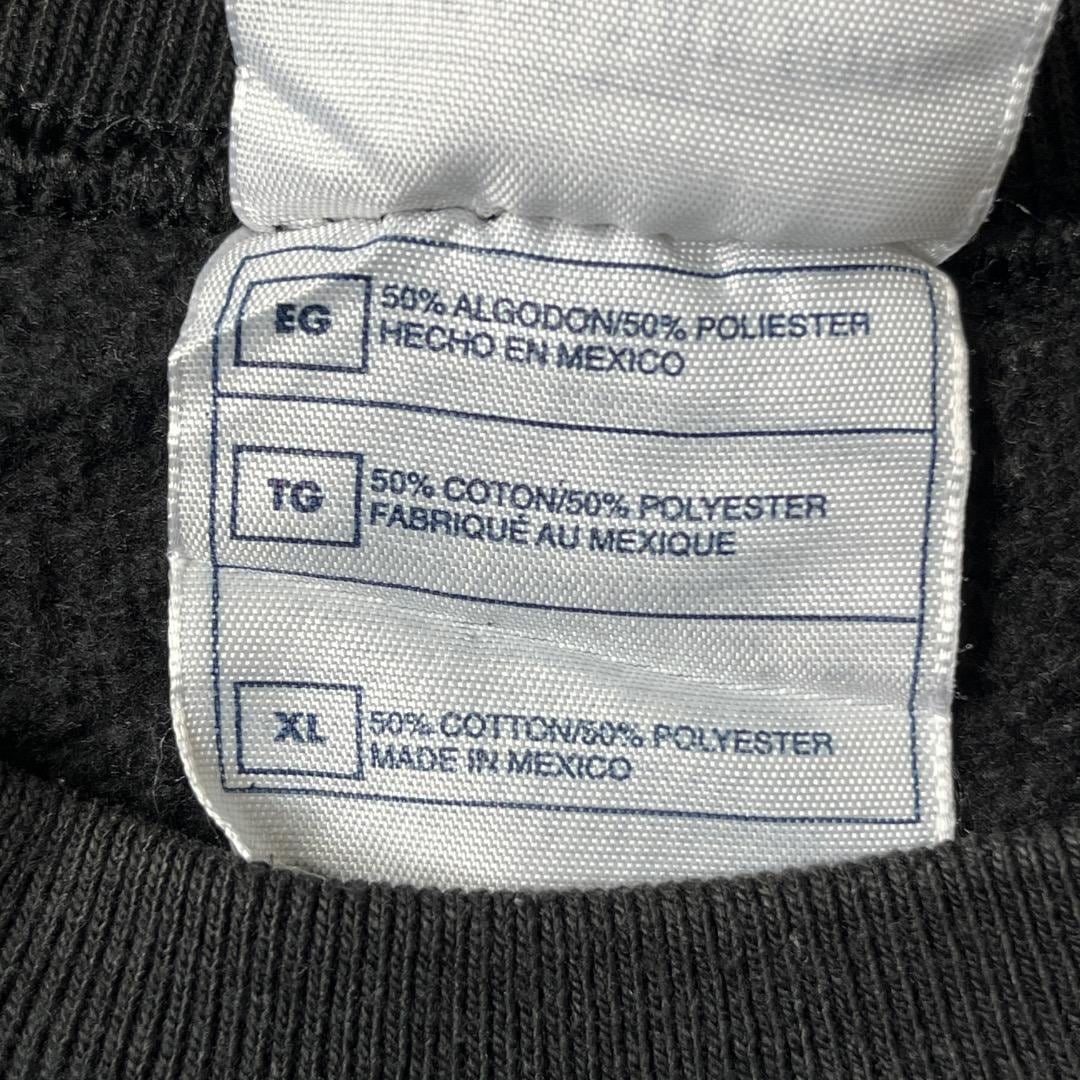 EG
50% ALGODON/50% POLIESTER
HECHO EN MEXICO
TG
50% COTON/50% POLYESTER
FABRIQUÉ AU MEXIQUE
XL
50% COTTON/50% POLYESTER
MADE IN MEXICO